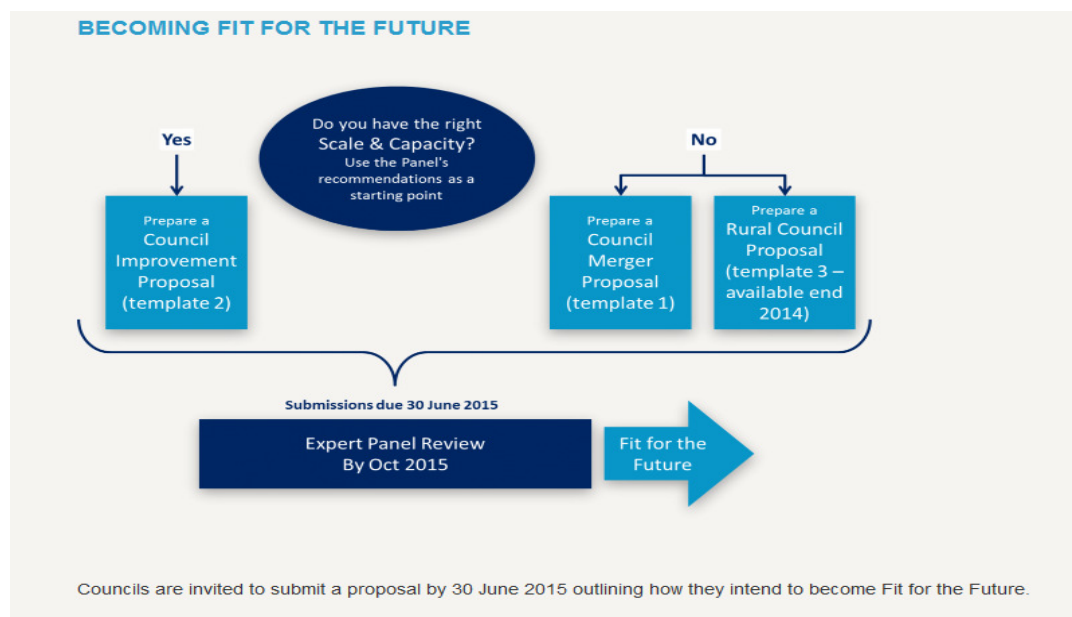 BECOMING FIT FOR THE FUTURE
Do you have the right
Scale & Capacity?
Use the Panel's
recommendations as a
starting point
Yes
No
Prepare a
Council
Improvement
Proposal
(template 2)
Prepare a
Council
Merger
Proposal
(template 1)
Prepare a
Rural Council
Proposal
(template 3 –
available end
2014)
Submissions due 30 June 2015
Expert Panel Review
By Oct 2015
Fit for the
Future
Councils are invited to submit a proposal by 30 June 2015 outlining how they intend to become Fit for the Future.